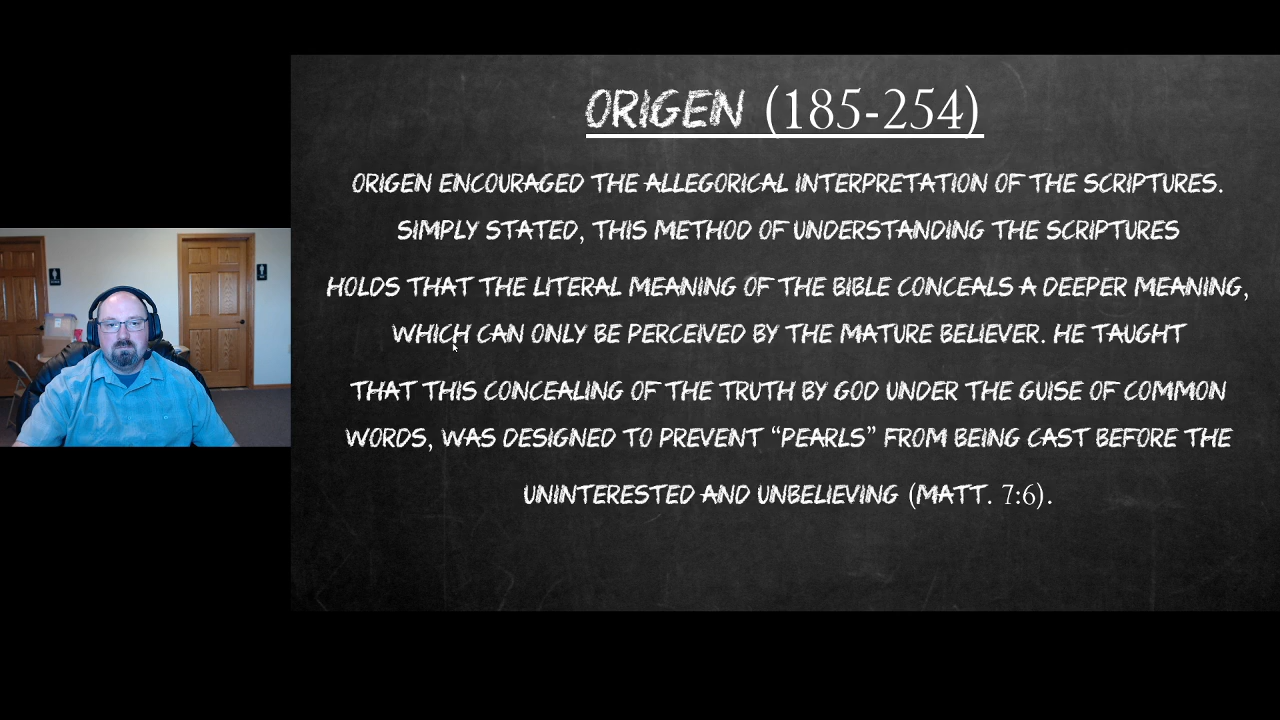 ORIGEN (185-254)
ORIGEN ENCOURAGED THE ALLEGORICAL INTERPRETATION OF THE SCRIPTURES.
SIMPLY STATED, THIS METHOD OF UNDERSTANDING THE SCRIPTURES
HOLDS THAT THE LITERAL MEANING OF THE BIBLE CONCEALS A DEEPER MEANING,
WHICH CAN ONLY BE PERCEIVED BY THE MATURE BELIEVER. HE TAUGHT
THAT THIS CONCEALING OF THE TRUTH BY GOD UNDER THE GUISE OF COMMON
WORDS, WAS DESIGNED TO PREVENT “PEARLS” FROM BEING CAST BEFORE THE
UNINTERESTED AND UNBELIEVING (MATT. 7:6).